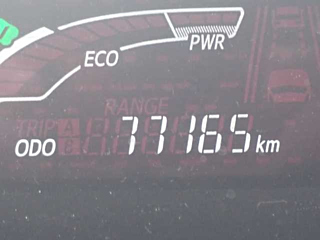 PWR
ECO
RANGE
TRIP A
B
ODO 77165 km